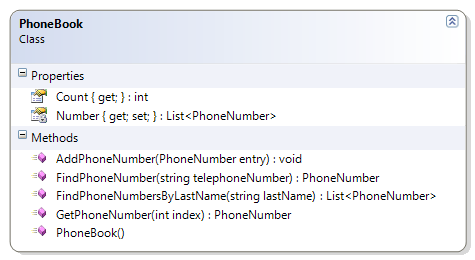 PhoneBook
Class
Properties
Count { get; } : int
Number { get; set; } : List<PhoneNumber>
Methods
AddPhoneNumber(PhoneNumber entry) : void
FindPhoneNumber(string telephoneNumber) : PhoneNumber
FindPhoneNumbersByLastName(string lastName) : List<PhoneNumber>
GetPhoneNumber(int index) : PhoneNumber
PhoneBook()